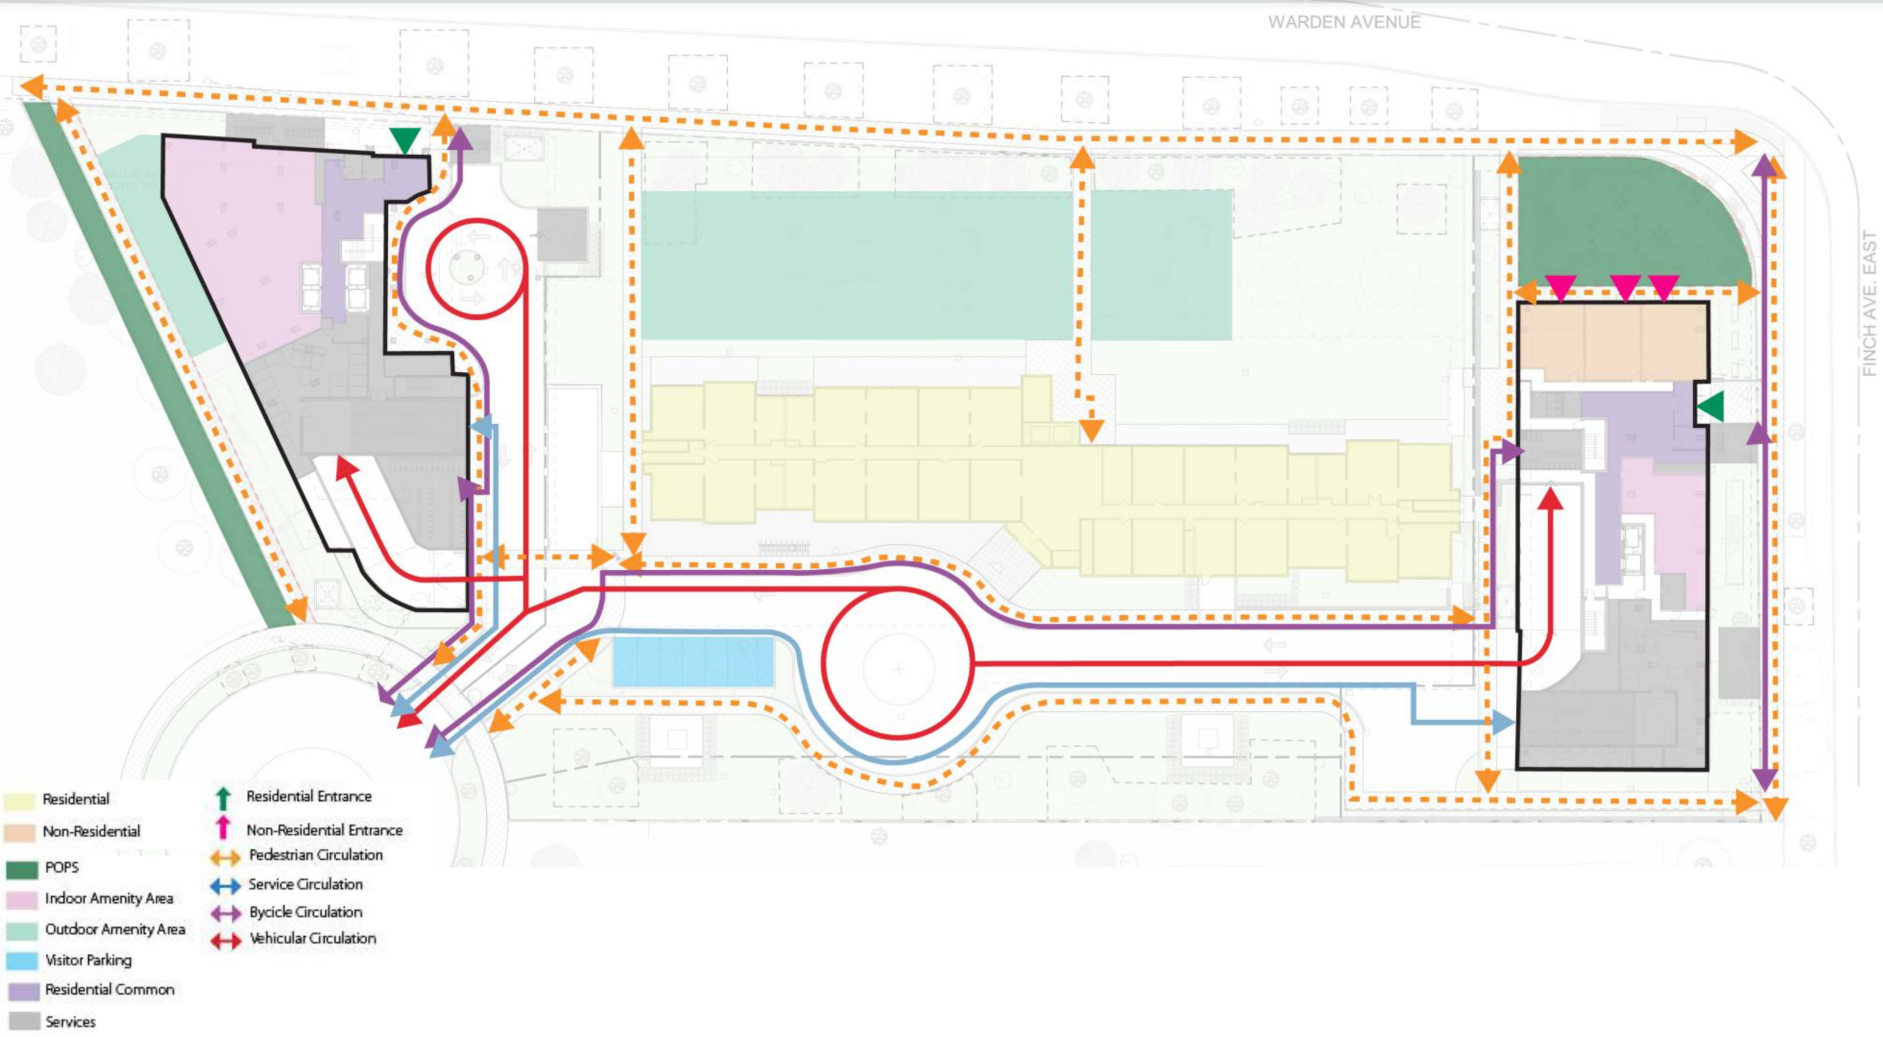 WARDEN AVENUE
FINCH AVE. EAST
Residential
Non-Residential
POPS
Indoor Amenity Area
Outdoor Amenity Area
Visitor Parking
Residential Common
Services
Residential Entrance
Non-Residential Entrance
Pedestrian Circulation
Service Circulation
Bycicle Circulation
Vehicular Circulation